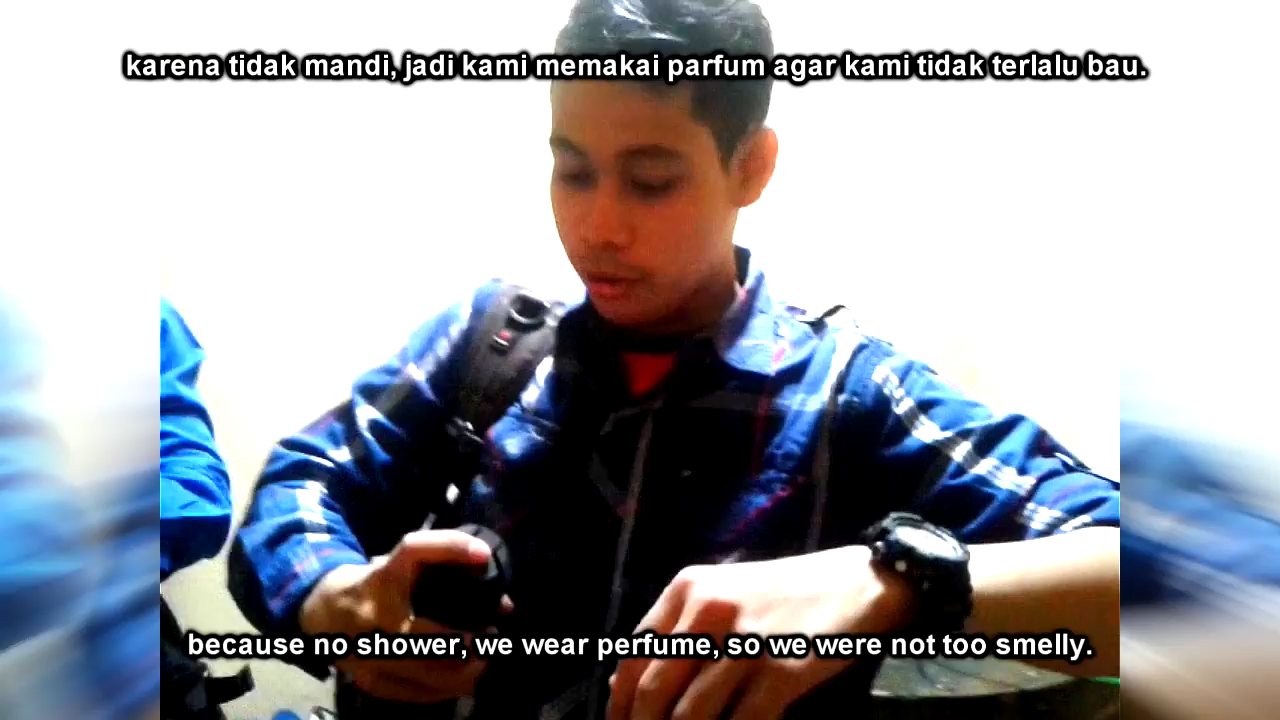 karena tidak mandi, jadi kami memakai parfum agar kami tidak terlalu bau.
because no shower, we wear perfume, so we were not too smelly.